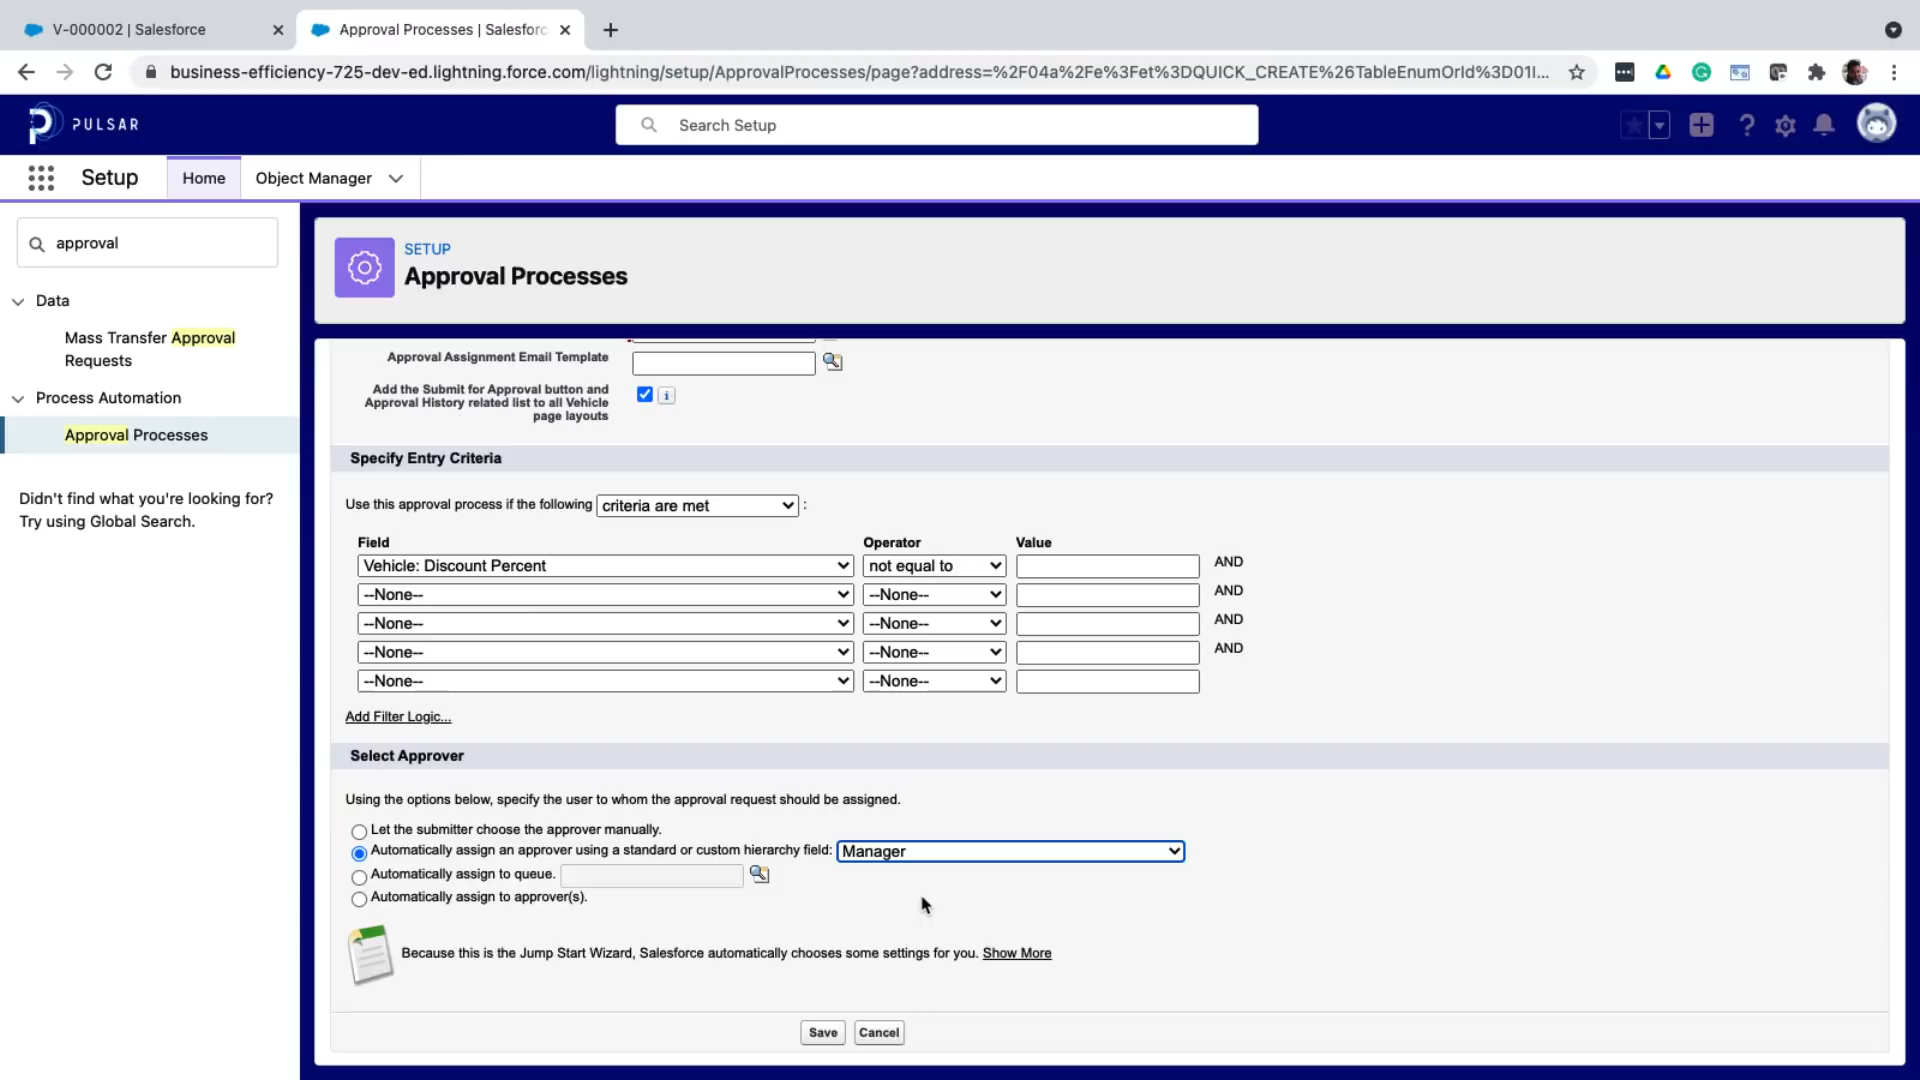 V-000002 | Salesforce
Approval Processes | Salesforc
business-efficiency-725-dev-ed.lightning.force.com/lightning/setup/ApprovalProcesses/page?address=%2F04a%2Fe%3Fet%3DQUICK_CREATE%26TableEnumOrId%3D01I...
PULSAR
Search Setup
Setup
Home
Object Manager
approval
Data
Mass Transfer Approval
Requests
Process Automation
Approval Processes
Didn't find what you're looking for?
Try using Global Search.
SETUP
Approval Processes
Approval Assignment Email Template
Add the Submit for Approval button and
Approval History related list to all Vehicle
page layouts
i
Specify Entry Criteria
Use this approval process if the following criteria are met :
Field Operator Value
Vehicle: Discount Percent not equal to AND
--None-- --None-- AND
--None-- --None-- AND
--None-- --None-- AND
--None-- --None--
Add Filter Logic...
Select Approver
Using the options below, specify the user to whom the approval request should be assigned.
Let the submitter choose the approver manually.
Automatically assign an approver using a standard or custom hierarchy field: Manager
Automatically assign to queue.
Automatically assign to approver(s).
Because this is the Jump Start Wizard, Salesforce automatically chooses some settings for you. Show More
Save Cancel